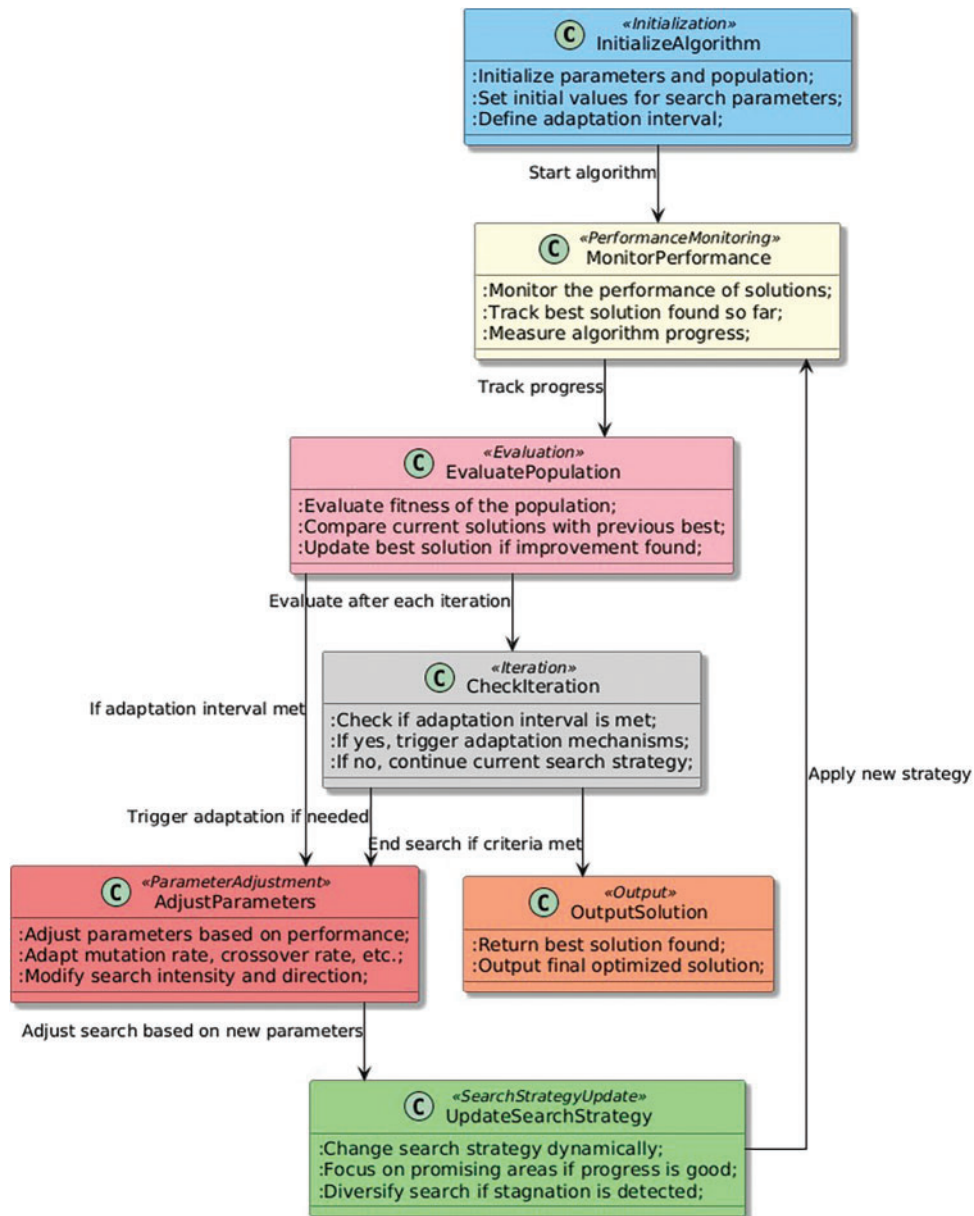 «Initialization»
C InitializeAlgorithm
:Initialize parameters and population;
:Set initial values for search parameters;
:Define adaptation interval;
Start algorithm
«PerformanceMonitoring»
C MonitorPerformance
:Monitor the performance of solutions;
:Track best solution found so far;
:Measure algorithm progress;
Track progress
«Evaluation»
C EvaluatePopulation
:Evaluate fitness of the population;
:Compare current solutions with previous best;
:Update best solution if improvement found;
Evaluate after each iteration
«Iteration»
C CheckIteration
:Check if adaptation interval is met;
:If yes, trigger adaptation mechanisms;
:If no, continue current search strategy;
If adaptation interval met
Apply new strategy
Trigger adaptation if needed
End search if criteria met
«ParameterAdjustment»
C AdjustParameters
:Adjust parameters based on performance;
:Adapt mutation rate, crossover rate, etc.;
:Modify search intensity and direction;
«Output»
C OutputSolution
:Return best solution found;
:Output final optimized solution;
Adjust search based on new parameters
«SearchStrategyUpdate»
C UpdateSearchStrategy
:Change search strategy dynamically;
:Focus on promising areas if progress is good;
:Diversify search if stagnation is detected;